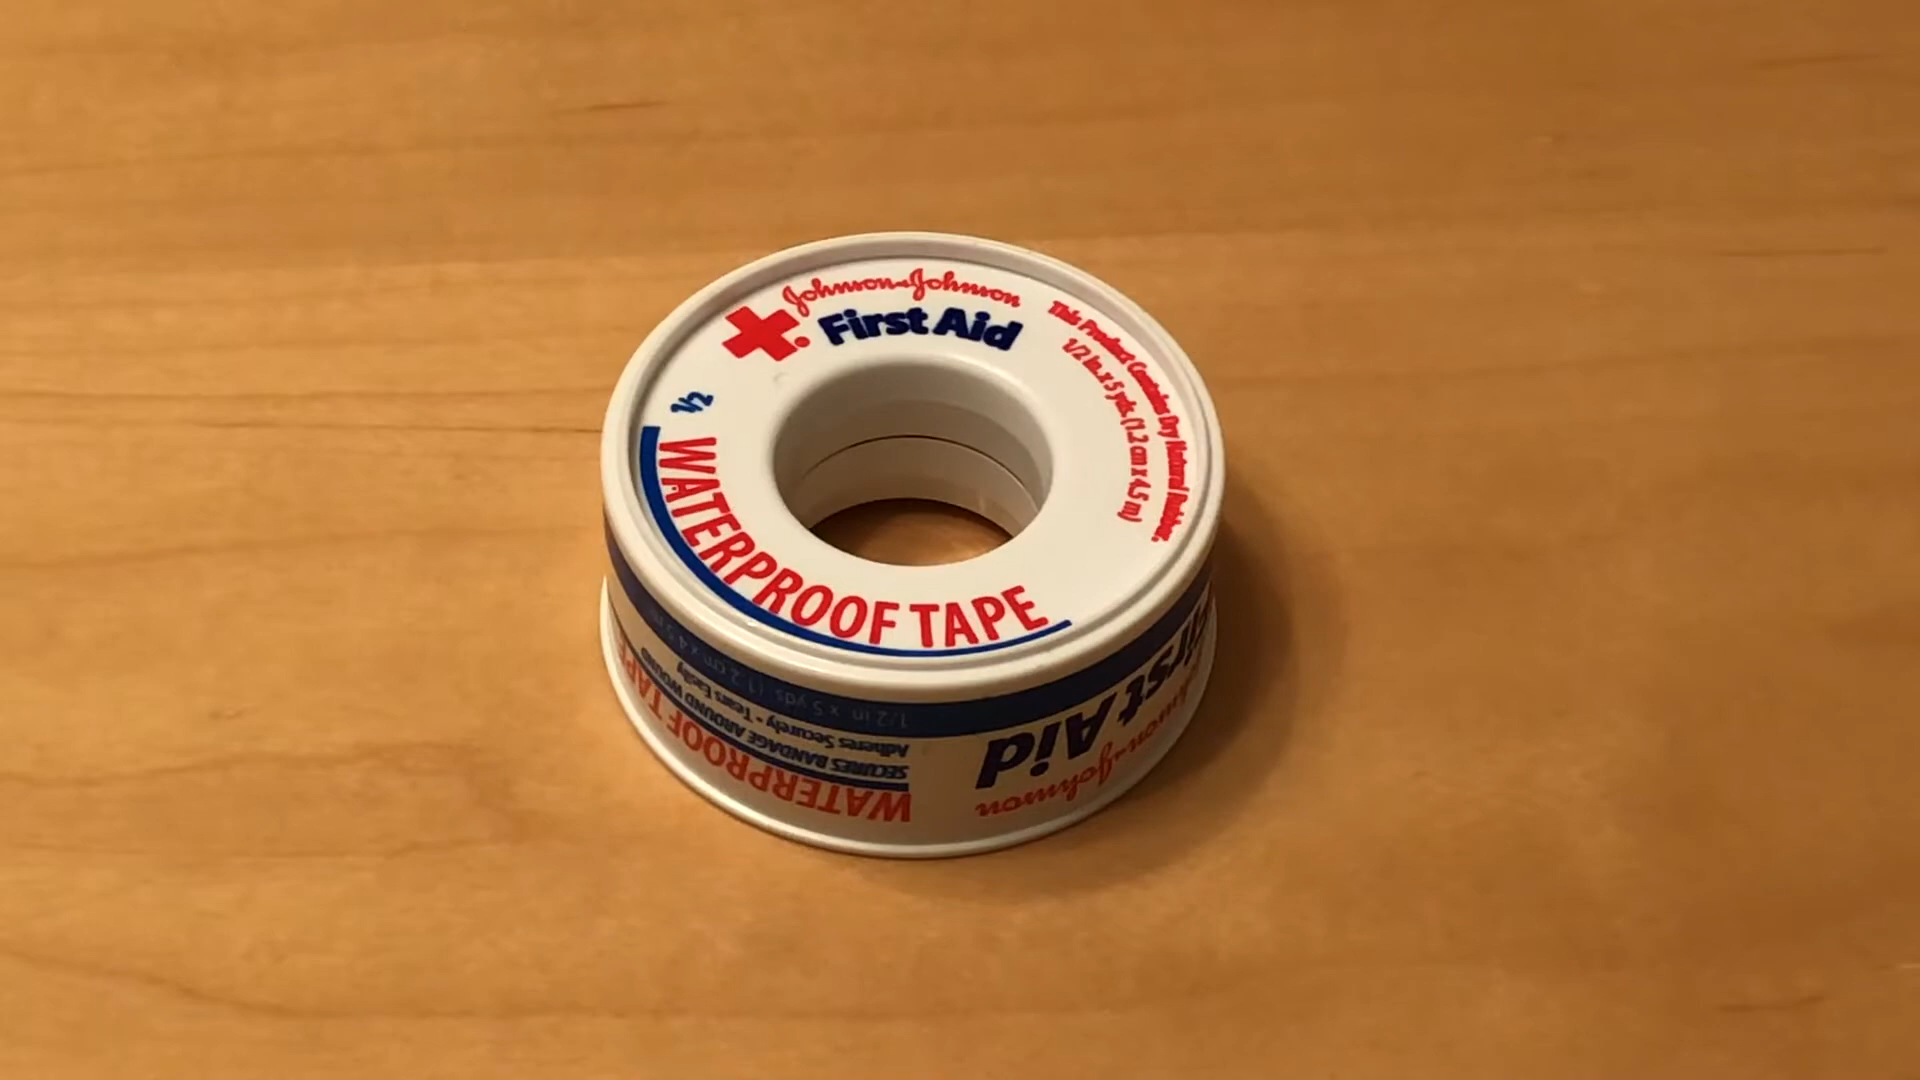 Johnson & Johnson
First Aid
This Product Contains Dry Natural Rubber.
1/2 in. x 5 yds. (1.2 cm x 4.5 m)
1/2
WATERPROOF TAPE
Johnson & Johnson
First Aid
WATERPROOF TAPE
SECURES BANDAGE AROUND WOUND
Adheres Securely • Tears Easily
1/2 in x 5 yds (1.2 cm x 4.5 m